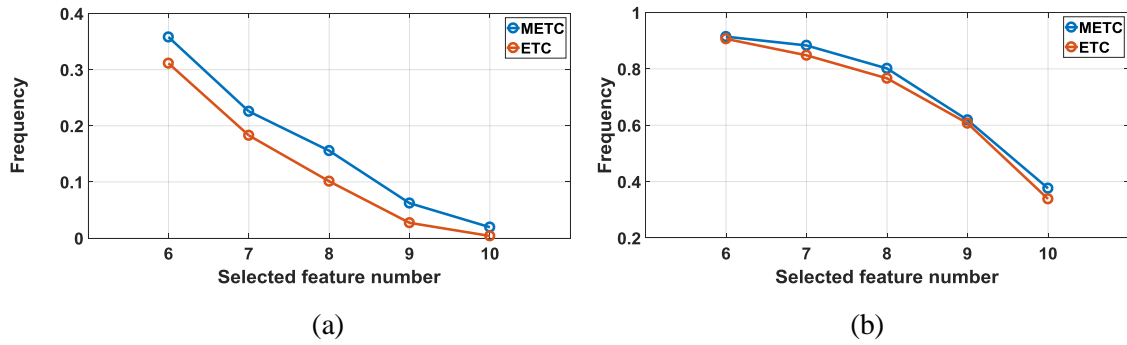 0.4
0.3
0.2
0.1
0
Frequency
6 7 8 9 10
Selected feature number
METC
ETC
(a)
1
0.8
0.6
0.4
0.2
Frequency
6 7 8 9 10
Selected feature number
METC
ETC
(b)